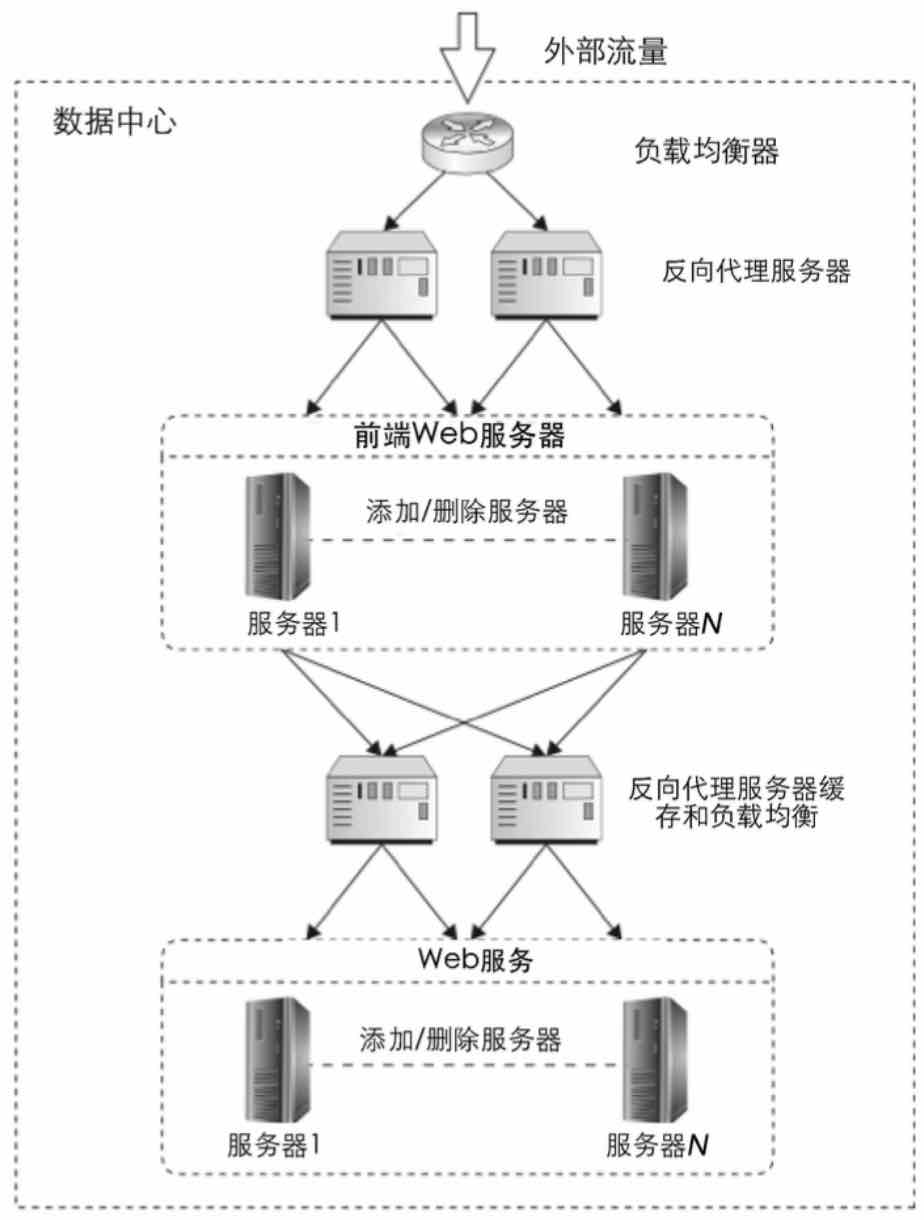 外部流量
数据中心
负载均衡器
反向代理服务器
前端Web服务器
添加/删除服务器
服务器1
服务器N
反向代理服务器缓
存和负载均衡
Web服务
添加/删除服务器
服务器1
服务器N